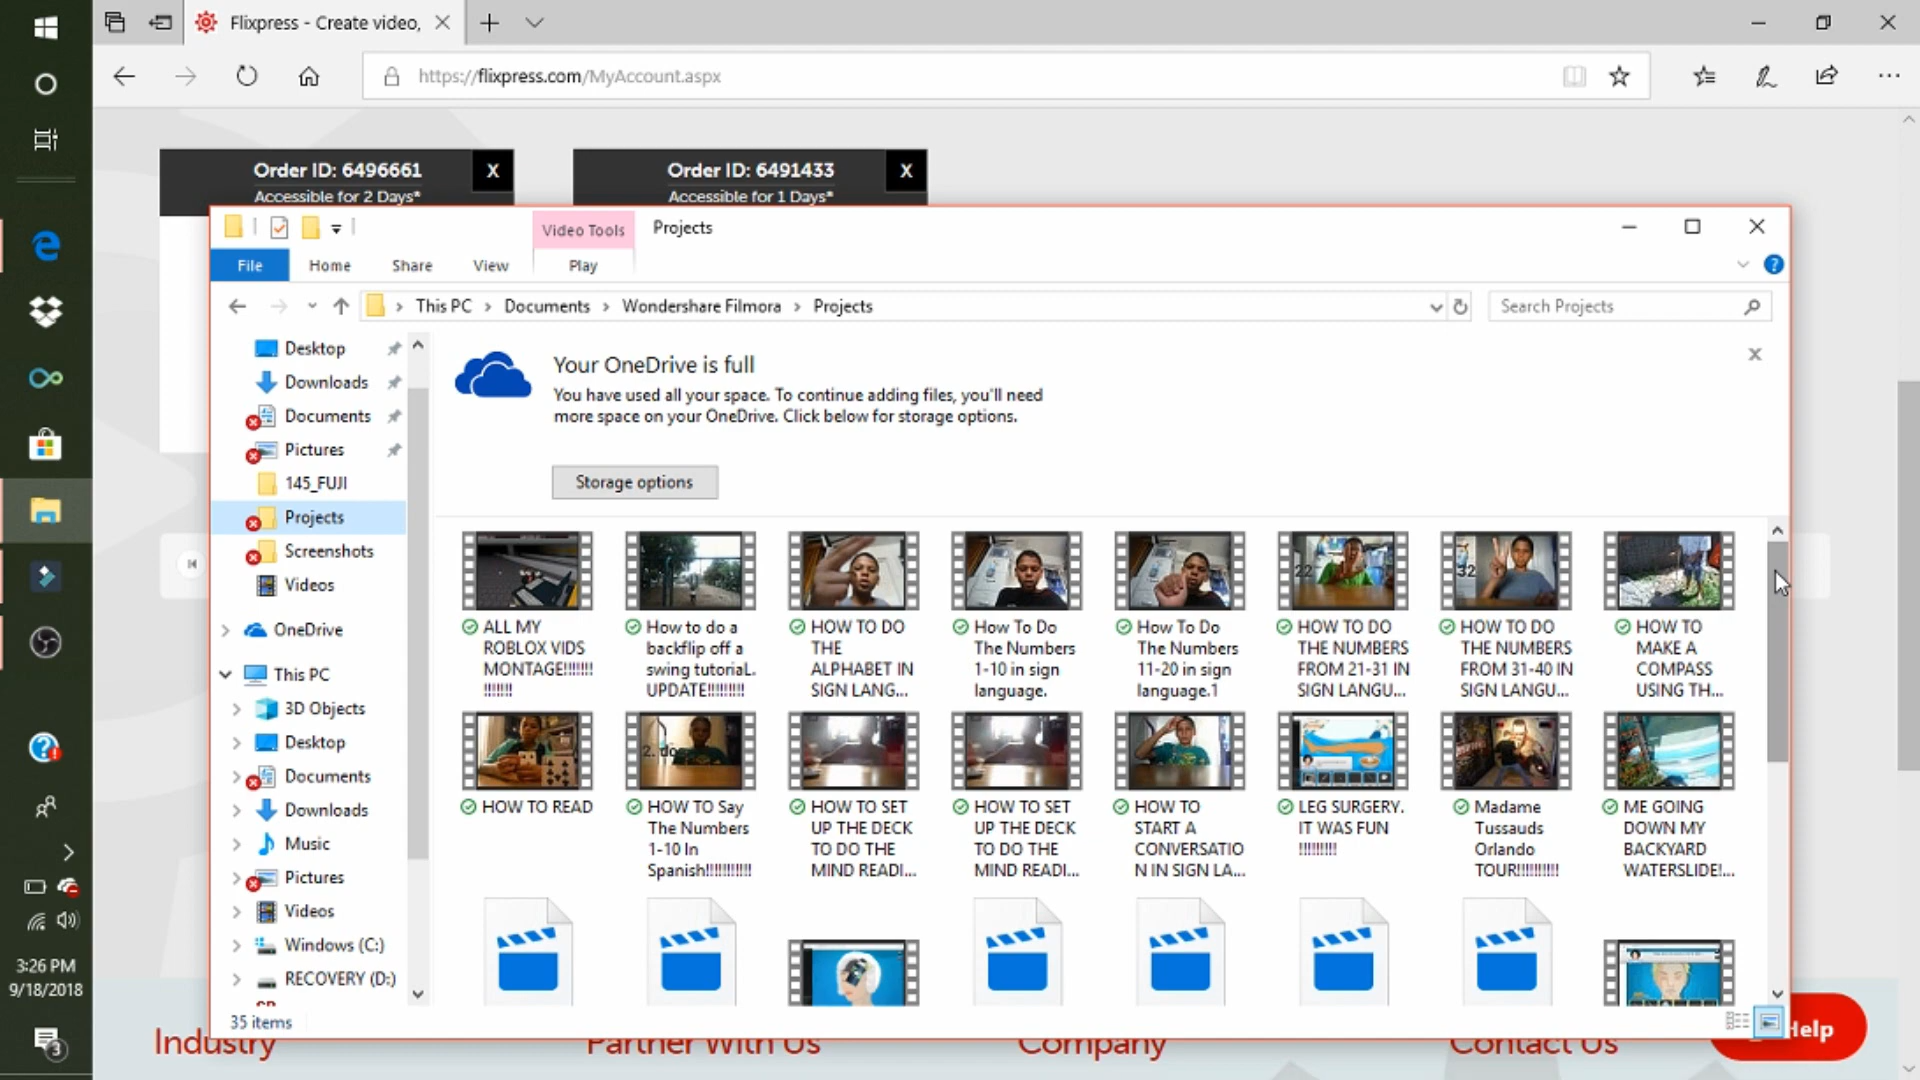 Flixpress - Create video,
https://flixpress.com/MyAccount.aspx
Order ID: 6496661
X
Accessible for 2 Days*
Order ID: 6491433
X
Accessible for 1 Days*
Video Tools
Projects
File
Home
Share
View
Play
This PC
Documents
Wondershare Filmora
Projects
Search Projects
Desktop
Downloads
Documents
Pictures
145_FUJI
Projects
Screenshots
Videos
OneDrive
This PC
3D Objects
Desktop
Documents
Downloads
Music
Pictures
Videos
Windows (C:)
RECOVERY (D:)
35 items
Your OneDrive is full
You have used all your space. To continue adding files, you'll need
more space on your OneDrive. Click below for storage options.
Storage options
ALL MY
ROBLOX VIDS
MONTAGE!!!!!!!
!!!!!!!
How to do a
backflip off a
swing tutorial.
UPDATE!!!!!!!!!
HOW TO DO
THE
ALPHABET IN
SIGN LANG...
How To Do
The Numbers
1-10 in sign
language.
How To Do
The Numbers
11-20 in sign
language.1
22
HOW TO DO
THE NUMBERS
FROM 21-31 IN
SIGN LANGU...
32
HOW TO DO
THE NUMBERS
FROM 31-40 IN
SIGN LANGU...
HOW TO
MAKE A
COMPASS
USING TH...
HOW TO READ
2. do
HOW TO Say
The Numbers
1-10 In
Spanish!!!!!!!!!!!
HOW TO SET
UP THE DECK
TO DO THE
MIND READI...
HOW TO SET
UP THE DECK
TO DO THE
MIND READI...
HOW TO
START A
CONVERSATIO
N IN SIGN LA...
LEG SURGERY.
IT WAS FUN
!!!!!!!!!
Madame
Tussauds
Orlando
TOUR!!!!!!!!!!!
ME GOING
DOWN MY
BACKYARD
WATERSLIDE!...
3:26 PM
9/18/2018
3
Industry
Partner With Us
Company
Contact Us
Help